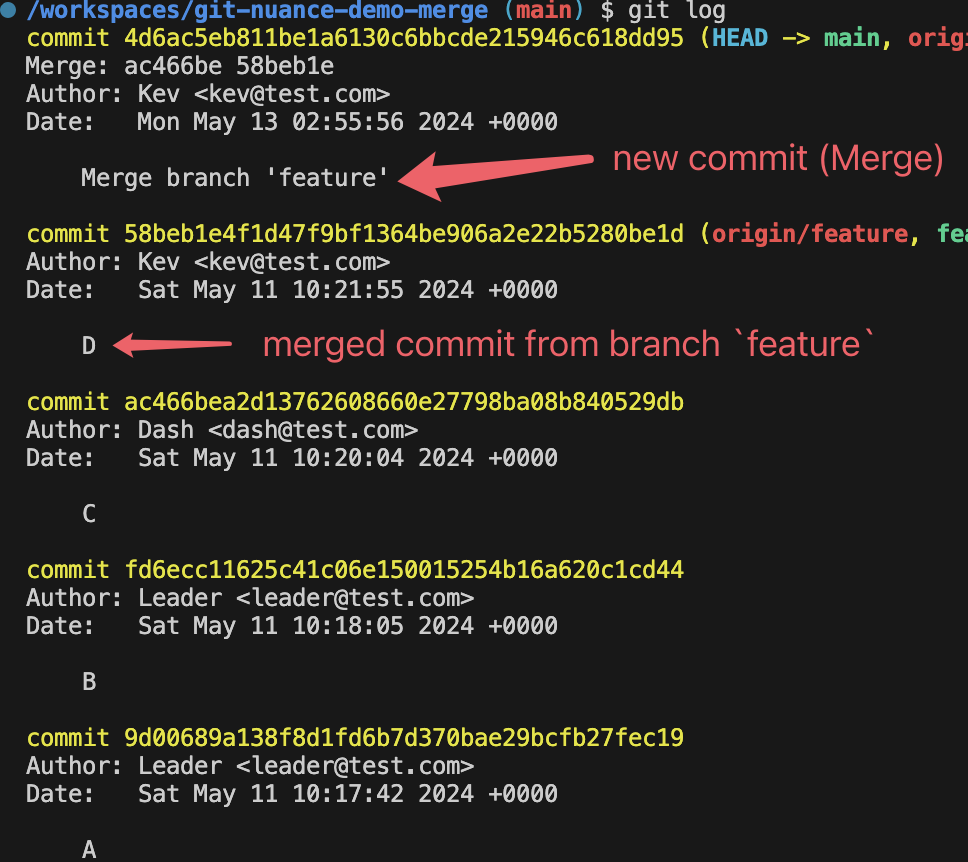 /workspaces/git-nuance-demo-merge (main) $ git log
commit 4d6ac5eb811be1a6130c6bbcde215946c618dd95 (HEAD -> main, orig
Merge: ac466be 58beb1e
Author: Kev <kev@test.com>
Date:   Mon May 13 02:55:56 2024 +0000
new commit (Merge)
Merge branch 'feature'
commit 58beb1e4f1d47f9bf1364be906a2e22b5280be1d (origin/feature, fea
Author: Kev <kev@test.com>
Date:   Sat May 11 10:21:55 2024 +0000
D
merged commit from branch `feature`
commit ac466bea2d13762608660e27798ba08b840529db
Author: Dash <dash@test.com>
Date:   Sat May 11 10:20:04 2024 +0000
C
commit fd6ecc11625c41c06e150015254b16a620c1cd44
Author: Leader <leader@test.com>
Date:   Sat May 11 10:18:05 2024 +0000
B
commit 9d00689a138f8d1fd6b7d370bae29bcfb27fec19
Author: Leader <leader@test.com>
Date:   Sat May 11 10:17:42 2024 +0000
A